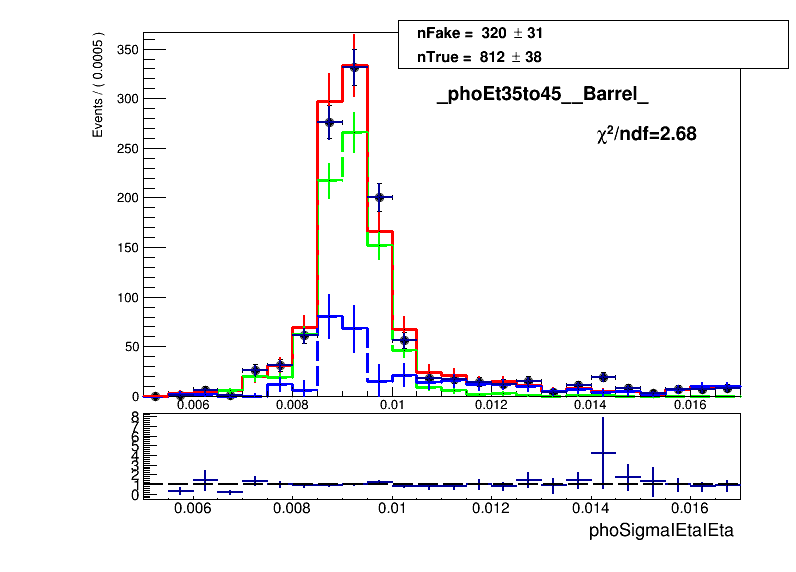 nFake = 320 ± 31
nTrue = 812 ± 38
_phoEt35to45__Barrel_
χ²/ndf=2.68
Events / ( 0.0005 )
350
300
250
200
150
100
50
0
0.006 0.008 0.01 0.012 0.014 0.016
8
7
6
5
4
3
2
1
0
0.006 0.008 0.01 0.012 0.014 0.016
phoSigmaIEtaIEta